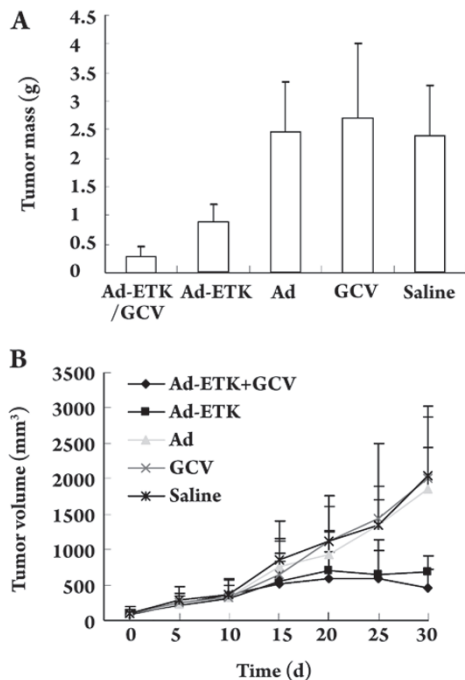 A
Tumor mass (g)
4.5
4
3.5
3
2.5
2
1.5
1
0.5
0
Ad-ETK
/GCV
Ad-ETK
Ad
GCV
Saline
B
Tumor volume (mm³)
3500
3000
2500
2000
1500
1000
500
0
Ad-ETK+GCV
Ad-ETK
Ad
GCV
Saline
0 5 10 15 20 25 30
Time (d)